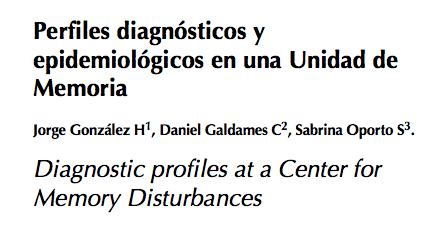 Perfiles diagnósticos y
epidemiológicos en una Unidad de
Memoria
Jorge González H¹, Daniel Galdames C², Sabrina Oporto S³.
Diagnostic profiles at a Center for
Memory Disturbances